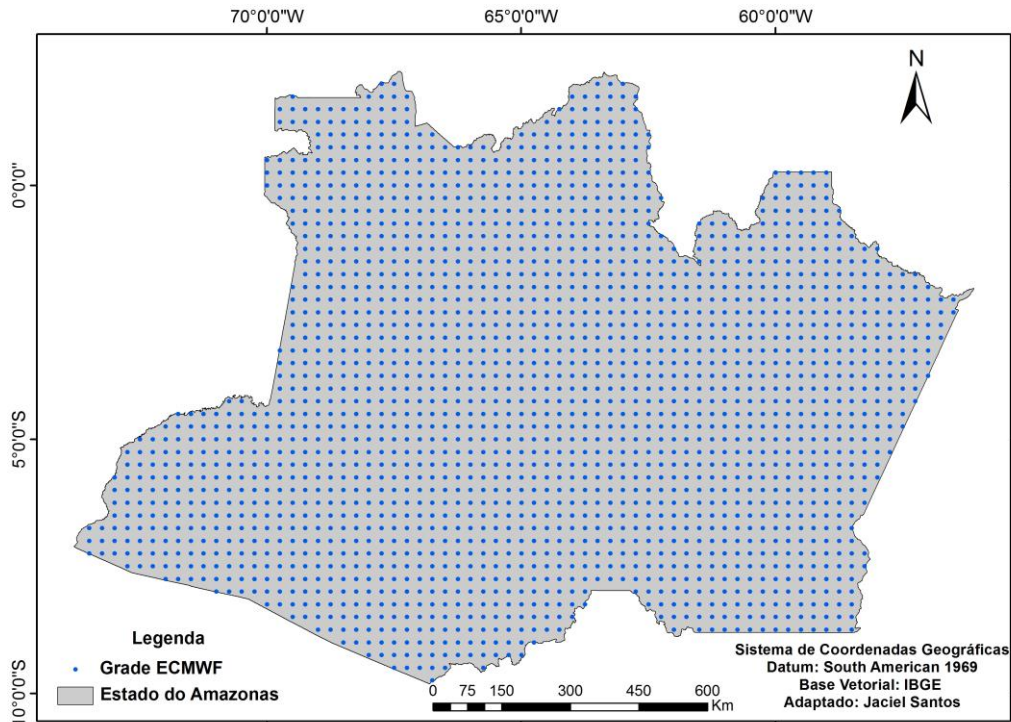 70°0'0"W 65°0'0"W 60°0'0"W
N
0°0'0"
5°0'0"S
10°0'0"S
Legenda
Grade ECMWF
Estado do Amazonas
0 75 150 300 450 600
Km
Sistema de Coordenadas Geográficas
Datum: South American 1969
Base Vetorial: IBGE
Adaptado: Jaciel Santos